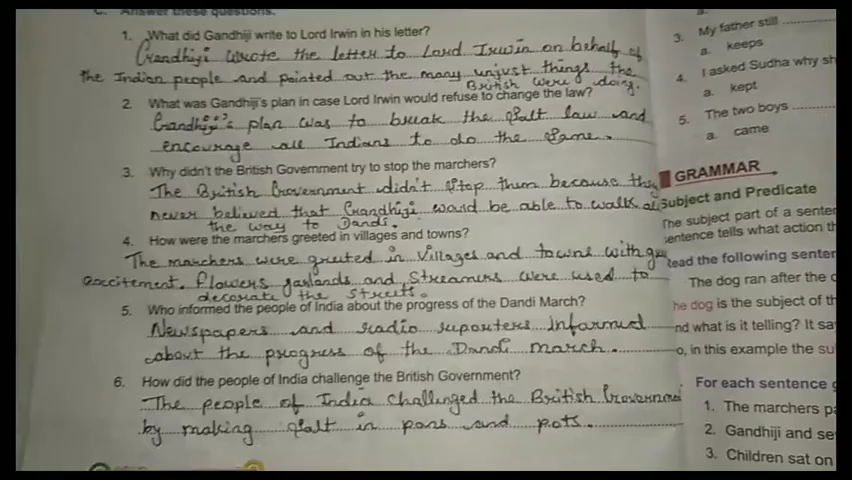 C. Answer these questions.
1. What did Gandhiji write to Lord Irwin in his letter?
Gandhiji wrote the letter to Lord Irwin on behalf of
the Indian people and pointed out the many unjust things the
British were doing.
2. What was Gandhiji's plan in case Lord Irwin would refuse to change the law?
Gandhiji's plan was to break the Salt law and
encourage all Indians to do the same.
3. Why didn't the British Government try to stop the marchers?
The British Government didn't stop them because they
never believed that Gandhiji would be able to walk all
the way to Dandi.
4. How were the marchers greeted in villages and towns?
The marchers were greeted in villages and towns with
excitement. Flowers garlands and Streamers were used to
decorate the streets.
5. Who informed the people of India about the progress of the Dandi March?
Newspapers and radio reporters informed
about the progress of the Dandi march.
6. How did the people of India challenge the British Government?
The people of India challenged the British Governme
by making Salt in pans and pots.
a.
3. My father still
a. keeps
4. I asked Sudha why sh
a. kept
5. The two boys
a. came
GRAMMAR
Subject and Predicate
The subject part of a senten
sentence tells what action th
Read the following senten
The dog ran after the c
he dog is the subject of th
nd what is it telling? It sa
o, in this example the su
For each sentence g
1. The marchers pa
2. Gandhiji and se
3. Children sat on